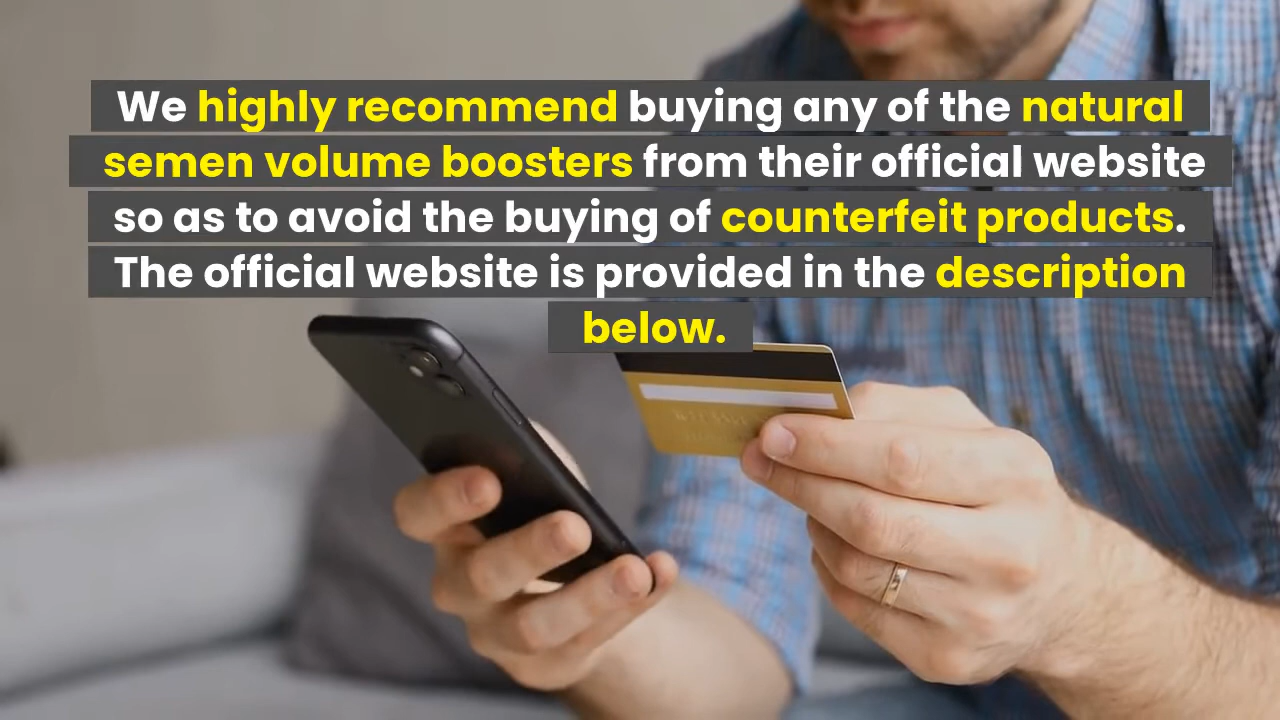 We highly recommend buying any of the natural
semen volume boosters from their official website
so as to avoid the buying of counterfeit products.
The official website is provided in the description
below.